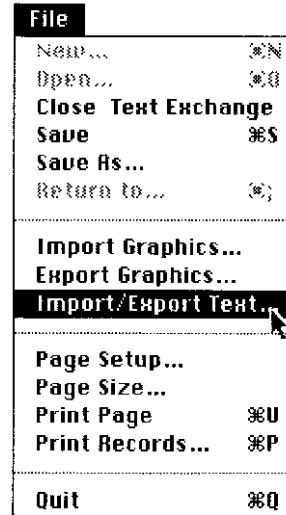 File
New... ⌘N
Open... ⌘O
Close Text Exchange
Save ⌘S
Save As...
Return to... ⌘;
Import Graphics...
Export Graphics...
Import/Export Text...
Page Setup...
Page Size...
Print Page ⌘U
Print Records... ⌘P
Quit ⌘Q